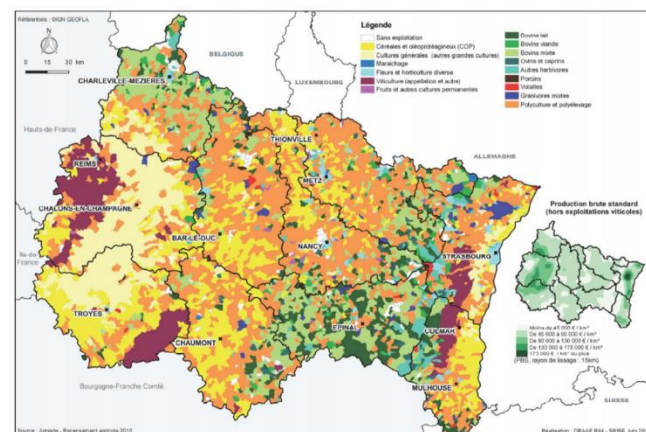 Référentiels : ©IGN GEOFLA
N
0 15 30 km
BELGIQUE
LUXEMBOURG
ALLEMAGNE
SUISSE
Hauts-de-France
Ile-de-
France
Bourgogne-Franche Comté
CHARLEVILLE-MEZIERES
THIONVILLE
REIMS
METZ
CHALONS-EN-CHAMPAGNE
BAR-LE-DUC
NANCY
STRASBOURG
TROYES
EPINAL
COLMAR
CHAUMONT
MULHOUSE
Légende
Sans exploitation
Céréales et oléoprotéagineux (COP)
Cultures générales (autres grandes cultures)
Maraichage
Fleurs et horticulture diverse
Viticulture (appellation et autre)
Fruits et autres cultures permanentes
Bovins lait
Bovins viande
Bovins mixte
Ovins et caprins
Autres herbivores
Porcins
Volailles
Granivores mixtes
Polyculture et polyélevage
Production brute standard
(hors exploitations viticoles)
Moins de 45 000 € / km²
De 45 000 à 90 000 € / km²
De 90 000 à 130 000 € / km²
De 130 000 à 175 000 € / km²
175 000 € / km² ou plus
(PBS, rayon de lissage : 15km)
Source : Agreste - Recensement agricole 2010